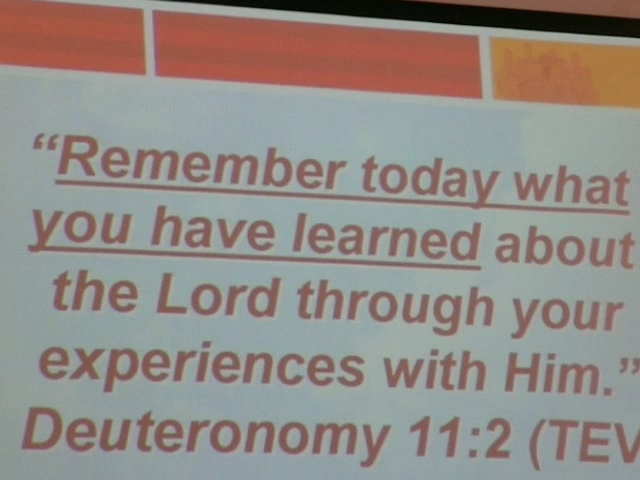 “Remember today what
you have learned about
the Lord through your
experiences with Him.”
Deuteronomy 11:2 (TEV